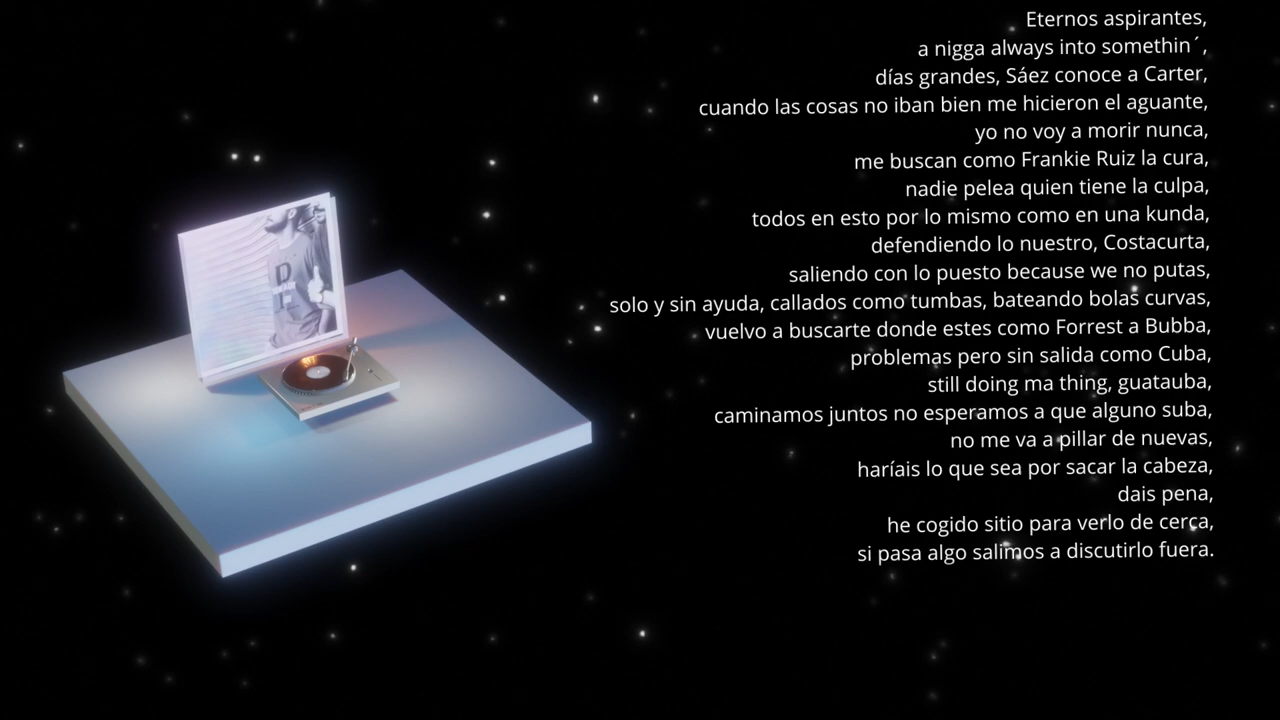 Eternos aspirantes,
a nigga always into somethin´,
días grandes, Sáez conoce a Carter,
cuando las cosas no iban bien me hicieron el aguante,
yo no voy a morir nunca,
me buscan como Frankie Ruiz la cura,
nadie pelea quien tiene la culpa,
todos en esto por lo mismo como en una kunda,
defendiendo lo nuestro, Costacurta,
saliendo con lo puesto because we no putas,
solo y sin ayuda, callados como tumbas, bateando bolas curvas,
vuelvo a buscarte donde estes como Forrest a Bubba,
problemas pero sin salida como Cuba,
still doing ma thing, guatauba,
caminamos juntos no esperamos a que alguno suba,
no me va a pillar de nuevas,
haríais lo que sea por sacar la cabeza,
dais pena,
he cogido sitio para verlo de cerca,
si pasa algo salimos a discutirlo fuera.